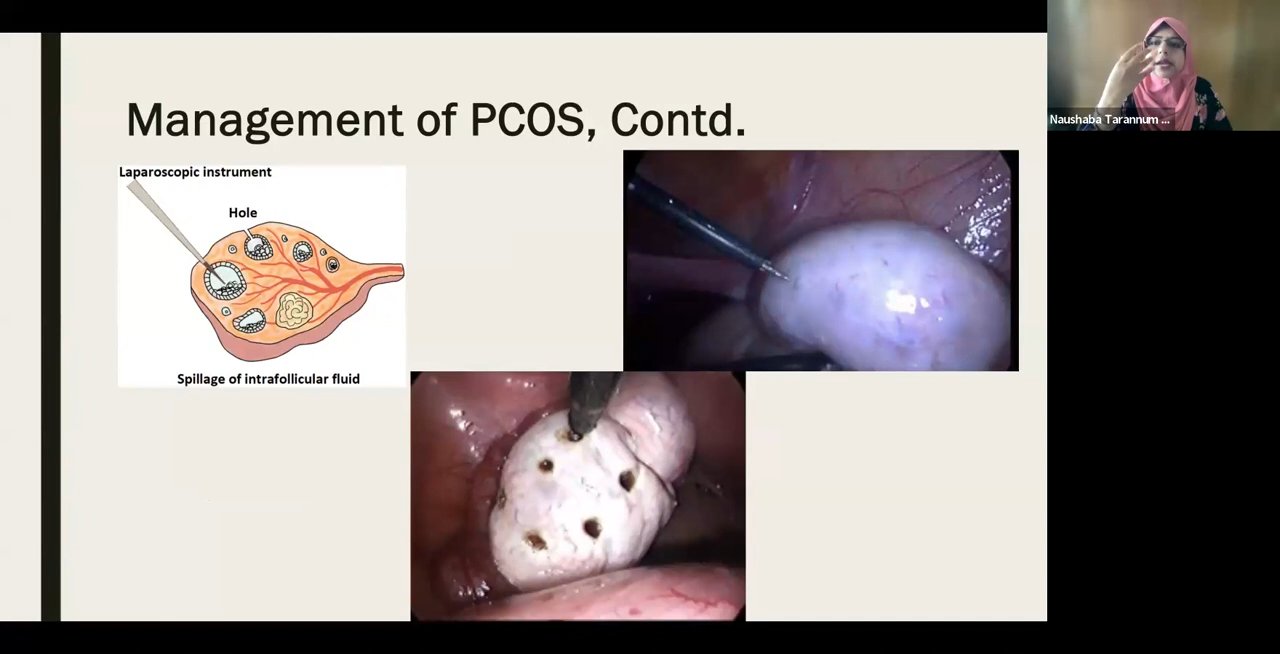 Management of PCOS, Contd.
Laparoscopic instrument
Hole
Spillage of intrafollicular fluid
Naushaba Tarannum ...